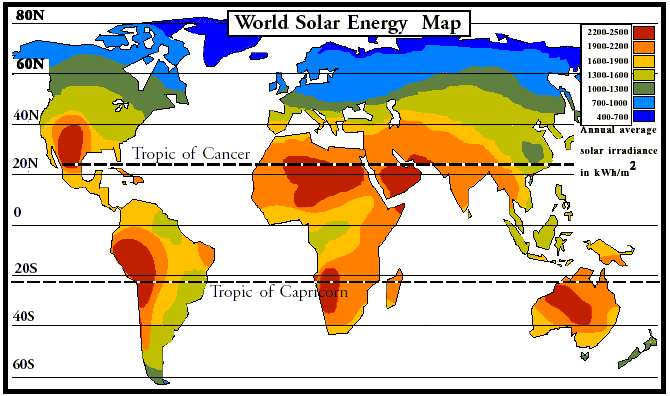 World Solar Energy Map
80N
60N
40N
20N
0
20S
40S
60S
Tropic of Cancer
Tropic of Capricorn
2200-2500
1900-2200
1600-1900
1300-1600
1000-1300
700-1000
400-700
Annual average
solar irradiance
in kWh/m²